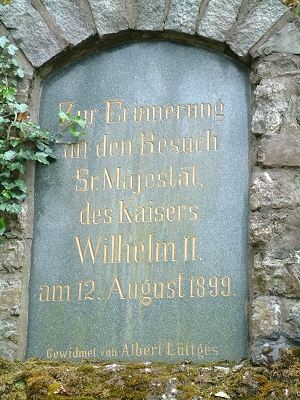 Zur Erinnerung
an den Besuch
Sr. Majestät,
des Kaisers
Wilhelm II.
am 12. August 1899.
Gewidmet von Albert Lüttges